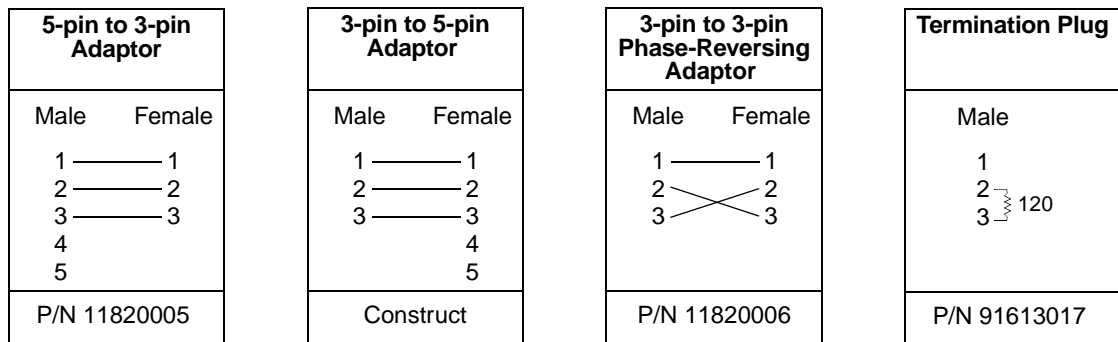 5-pin to 3-pin
Adaptor
Male Female
1 1
2 2
3 3
4
5
P/N 11820005
3-pin to 5-pin
Adaptor
Male Female
1 1
2 2
3 3
4
5
Construct
3-pin to 3-pin
Phase-Reversing
Adaptor
Male Female
1 1
2 2
3 3
P/N 11820006
Termination Plug
Male
1
2
3 120
P/N 91613017